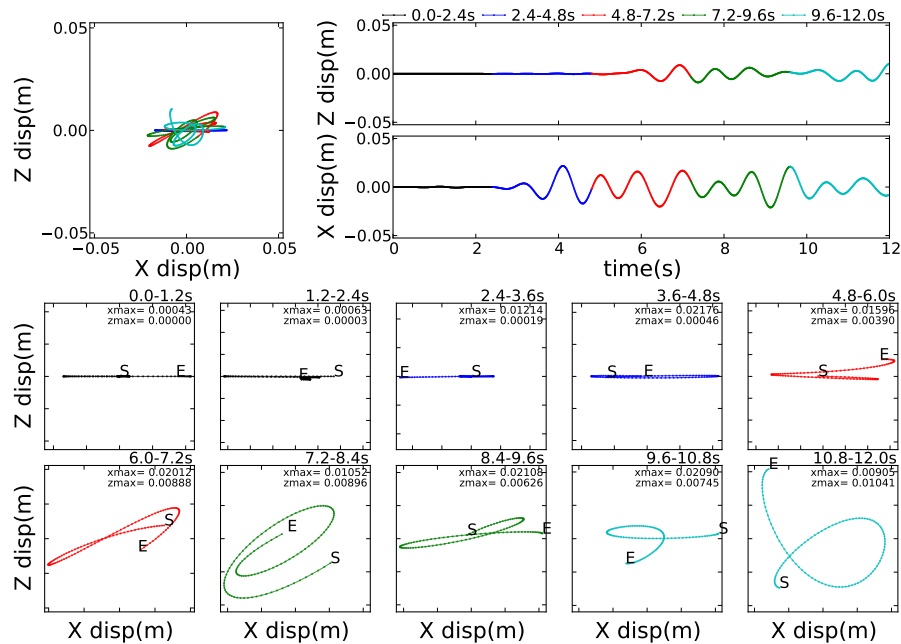 0.0-2.4s 2.4-4.8s 4.8-7.2s 7.2-9.6s 9.6-12.0s
0.05
0.00
−0.05
Z disp(m)
−0.05 0.00 0.05
X disp(m)
0.05
0.00
−0.05
Z disp(m)
0.05
0.00
−0.05
X disp(m)
0 2 4 6 8 10 12
time(s)
0.0-1.2s
xmax= 0.00043
zmax= 0.00000
S
E
1.2-2.4s
xmax= 0.00063
zmax= 0.00003
S
E
2.4-3.6s
xmax= 0.01214
zmax= 0.00019
S
E
3.6-4.8s
xmax= 0.02176
zmax= 0.00046
S
E
4.8-6.0s
xmax= 0.01596
zmax= 0.00390
S
E
Z disp(m)
6.0-7.2s
xmax= 0.02012
zmax= 0.00888
S
E
7.2-8.4s
xmax= 0.01052
zmax= 0.00896
S
E
8.4-9.6s
xmax= 0.02108
zmax= 0.00626
S
E
9.6-10.8s
xmax= 0.02090
zmax= 0.00745
S
E
10.8-12.0s
xmax= 0.00905
zmax= 0.01041
S
E
Z disp(m)
X disp(m) X disp(m) X disp(m) X disp(m) X disp(m)